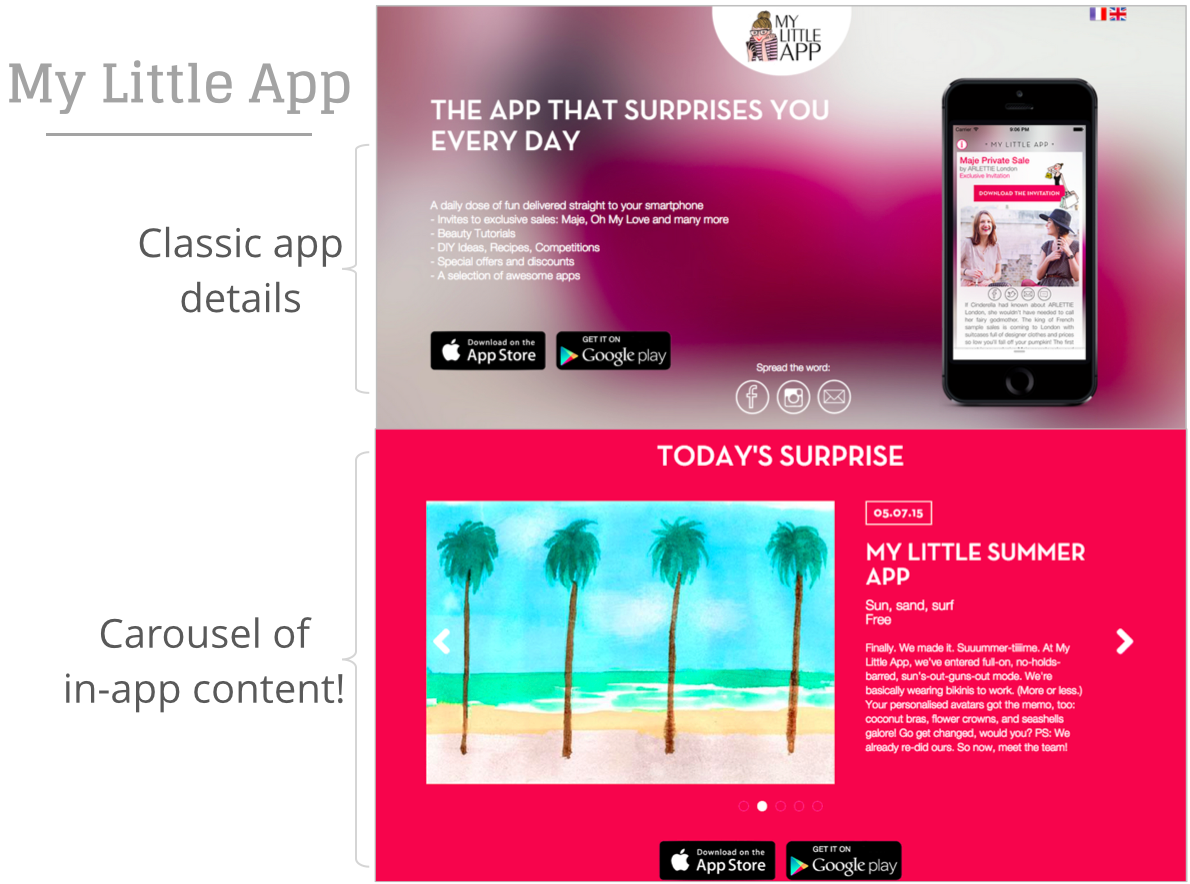 My Little App
Classic app
details
Carousel of
in-app content!
MY
LITTLE
APP
THE APP THAT SURPRISES YOU
EVERY DAY
A daily dose of fun delivered straight to your smartphone
- Invites to exclusive sales: Maje, Oh My Love and many more
- Beauty Tutorials
- DIY Ideas, Recipes, Competitions
- Special offers and discounts
- A selection of awesome apps
Download on the
App Store
GET IT ON
Google play
Spread the word:
Carrier
9:06 PM
• MY LITTLE APP •
Maje Private Sale
by ARLETTIE London
Exclusive Invitation
DOWNLOAD THE INVITATION
If Cinderella had known about ARLETTIE
London, she wouldn't have needed to call
her fairy godmother. The king of French
sample sales is coming to London with
suitcases full of designer clothes and prices
so low you'll fall off your pumpkin! The first
TODAY'S SURPRISE
05.07.15
MY LITTLE SUMMER
APP
Sun, sand, surf
Free
Finally. We made it. Suuummer-tiiiime. At My
Little App, we've entered full-on, no-holds-
barred, sun's-out-guns-out mode. We're
basically wearing bikinis to work. (More or less.)
Your personalised avatars got the memo, too:
coconut bras, flower crowns, and seashells
galore! Go get changed, would you? PS: We
already re-did ours. So now, meet the team!
Download on the
App Store
GET IT ON
Google play